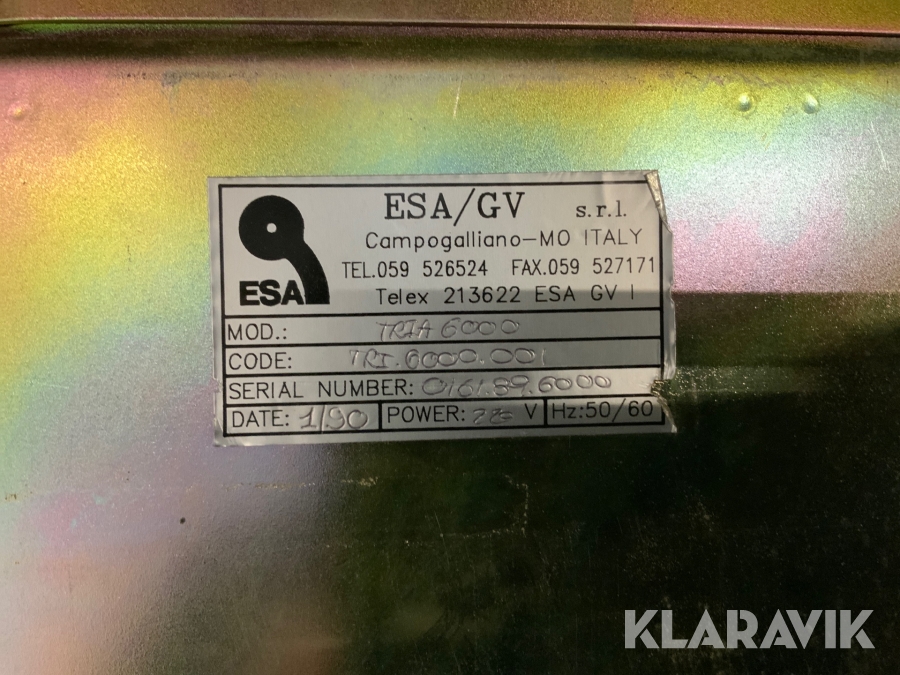 ESA/GV s.r.l.
Campogalliano-MO ITALY
TEL.059 526524 FAX.059 527171
Telex 213622 ESA GV I
ESA
MOD.: TRIA 6000
CODE: TRI.6000.001
SERIAL NUMBER: 0161.89.6000
DATE: 1/90 POWER: V Hz:50/60
KLARAVIK